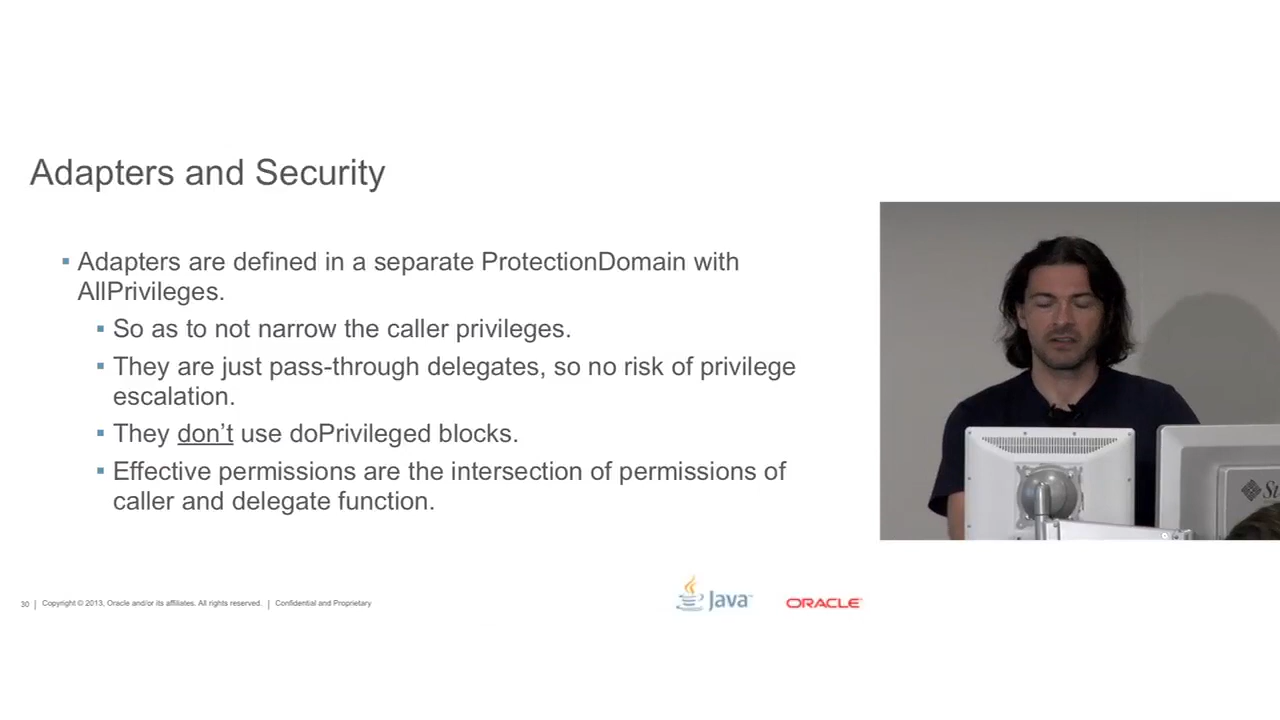 Adapters and Security
▪ Adapters are defined in a separate ProtectionDomain with
AllPrivileges.
▪ So as to not narrow the caller privileges.
▪ They are just pass-through delegates, so no risk of privilege
escalation.
▪ They don't use doPrivileged blocks.
▪ Effective permissions are the intersection of permissions of
caller and delegate function.
30 | Copyright © 2013, Oracle and/or its affiliates. All rights reserved. | Confidential and Proprietary
Java™
ORACLE